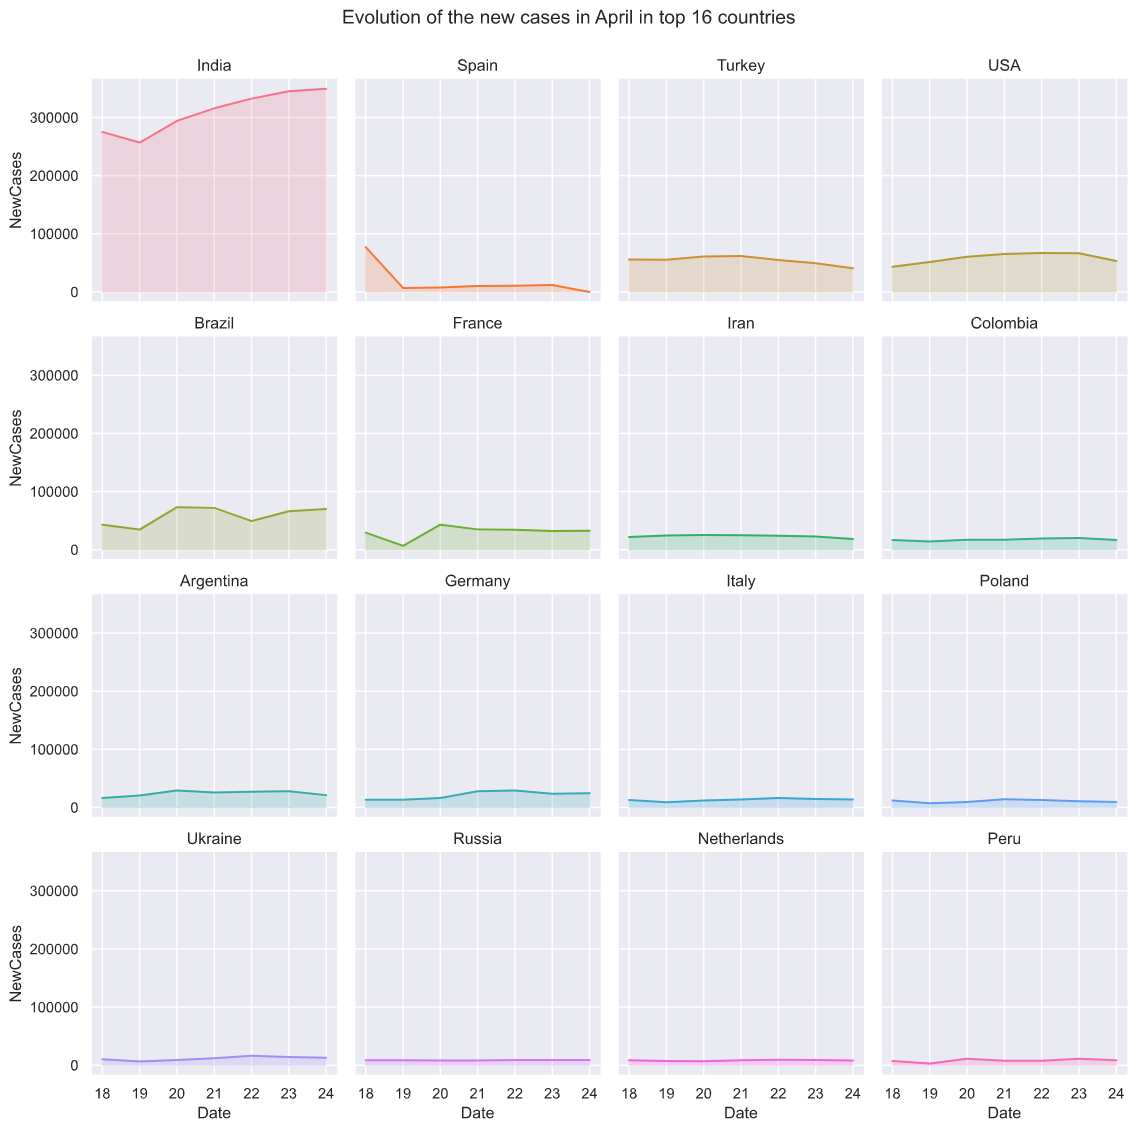 Evolution of the new cases in April in top 16 countries
India Spain Turkey USA
300000
200000
100000
0
NewCases
Brazil France Iran Colombia
300000
200000
100000
0
NewCases
Argentina Germany Italy Poland
300000
200000
100000
0
NewCases
Ukraine Russia Netherlands Peru
300000
200000
100000
0
NewCases
18 19 20 21 22 23 24 18 19 20 21 22 23 24 18 19 20 21 22 23 24 18 19 20 21 22 23 24
Date Date Date Date